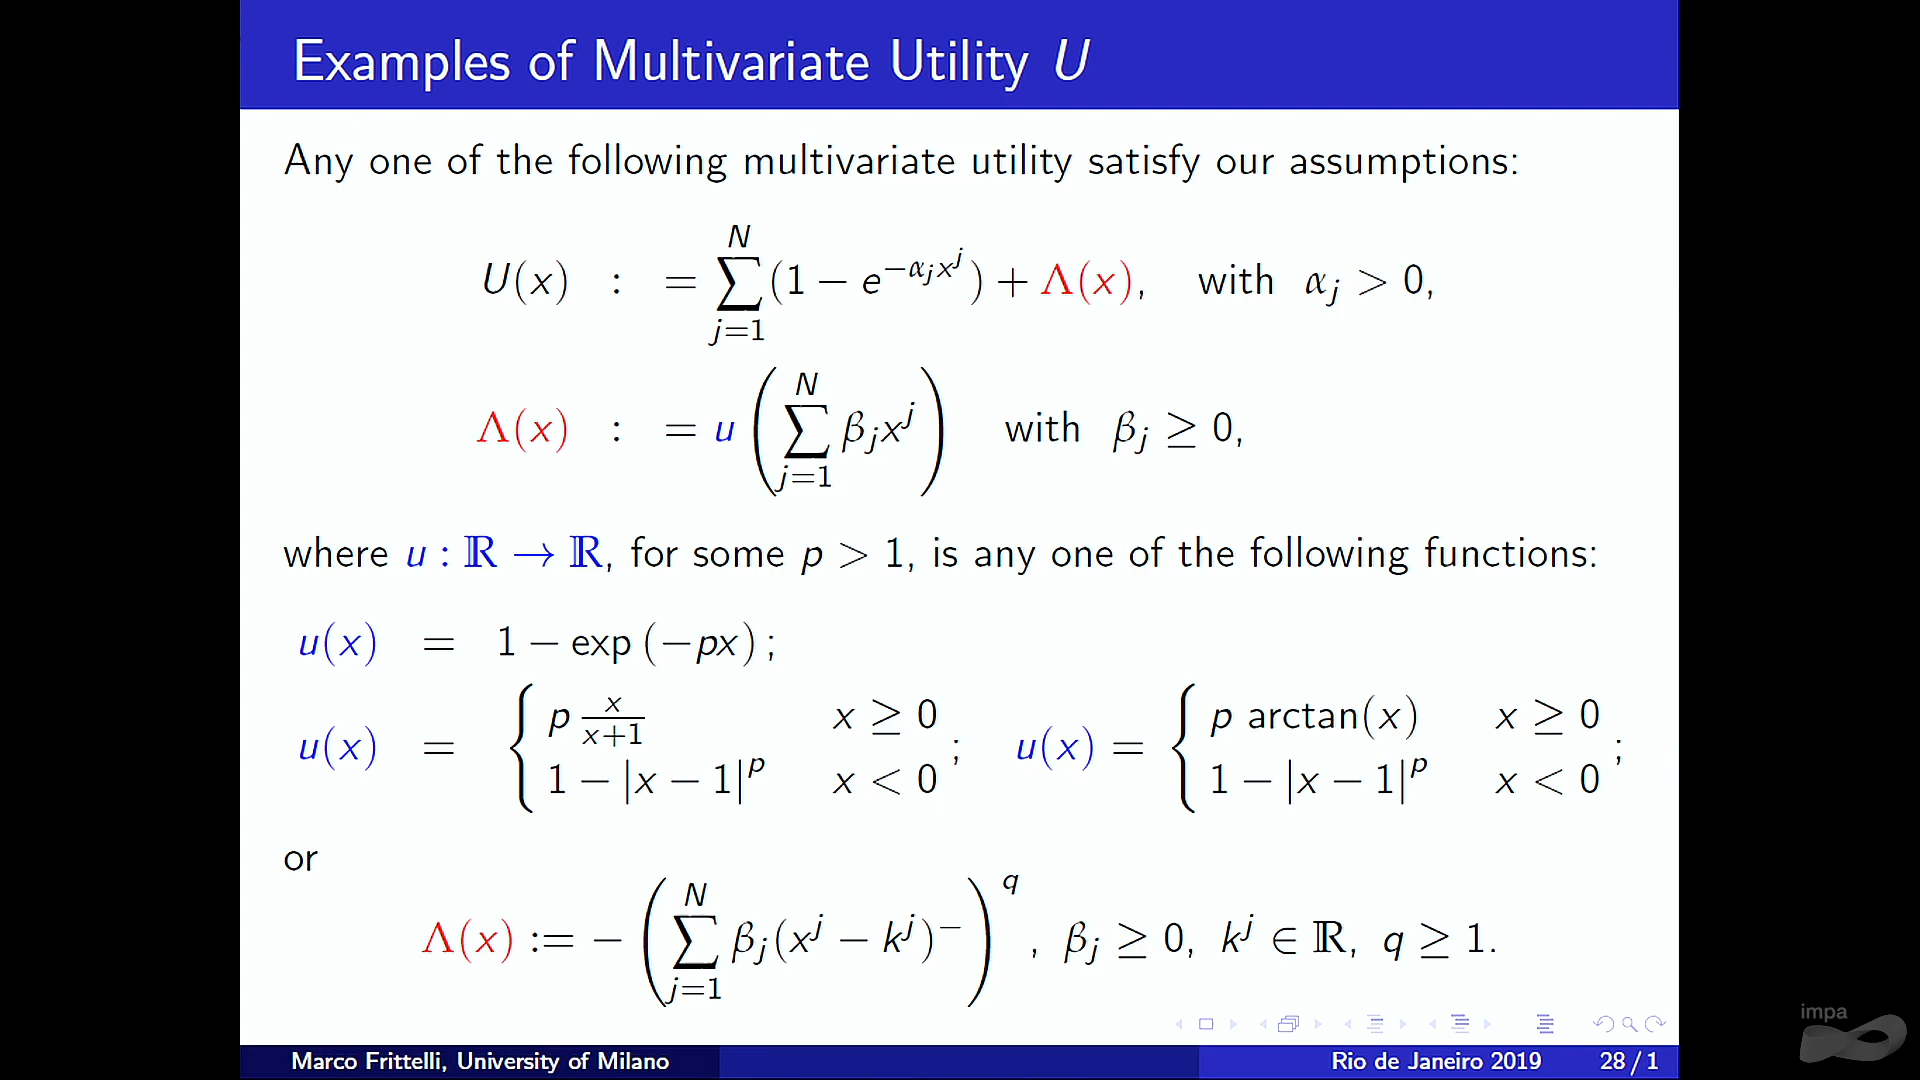 Examples of Multivariate Utility U
Any one of the following multivariate utility satisfy our assumptions:
U(x) : = ∑_{j=1}^{N} (1 − e^{−α_j x^j}) + Λ(x), with α_j > 0,
Λ(x) : = u ( ∑_{j=1}^{N} β_j x^j ) with β_j ≥ 0,
where u : ℝ → ℝ, for some p > 1, is any one of the following functions:
u(x) = 1 − exp (−px) ;
u(x) = { p x/(x+1) x ≥ 0 ; 1 − |x − 1|^p x < 0 ; u(x) = { p arctan(x) x ≥ 0 ; 1 − |x − 1|^p x < 0 ;
or
Λ(x) := − ( ∑_{j=1}^{N} β_j (x^j − k^j)^− )^q , β_j ≥ 0, k^j ∈ ℝ, q ≥ 1.
impa
Marco Frittelli, University of Milano Rio de Janeiro 2019 28 / 1